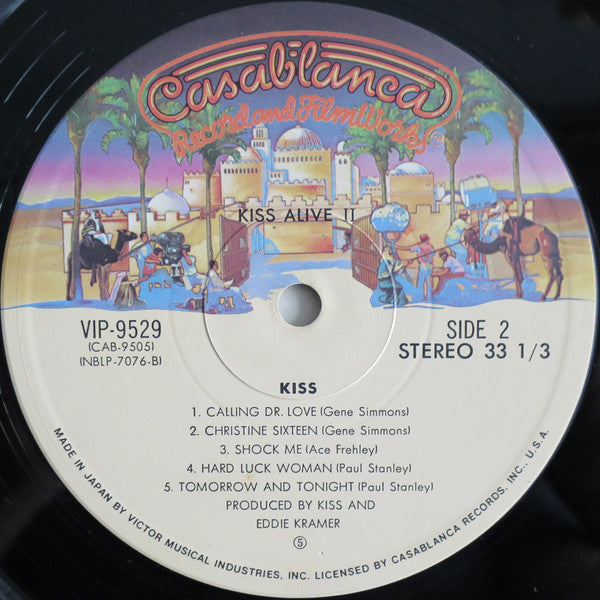 Casablanca
Record and FilmWorks
KISS ALIVE II
VIP-9529
(CAB-9505)
(NBLP-7076-B)
SIDE 2
STEREO 33 1/3
KISS
1. CALLING DR. LOVE (Gene Simmons)
2. CHRISTINE SIXTEEN (Gene Simmons)
3. SHOCK ME (Ace Frehley)
4. HARD LUCK WOMAN (Paul Stanley)
5. TOMORROW AND TONIGHT (Paul Stanley)
PRODUCED BY KISS AND
EDDIE KRAMER
⑤
MADE IN JAPAN BY VICTOR MUSICAL INDUSTRIES, INC. LICENSED BY CASABLANCA RECORDS, INC., U.S.A.